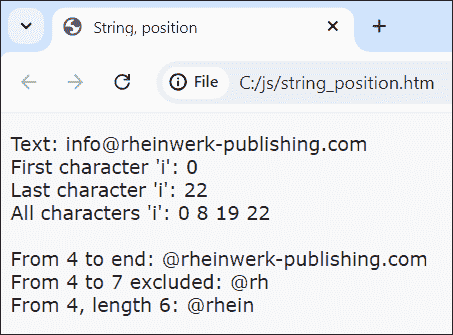 String, position
File
C:/js/string_position.htm
Text: info@rheinwerk-publishing.com
First character 'i': 0
Last character 'i': 22
All characters 'i': 0 8 19 22
From 4 to end: @rheinwerk-publishing.com
From 4 to 7 excluded: @rh
From 4, length 6: @rhein